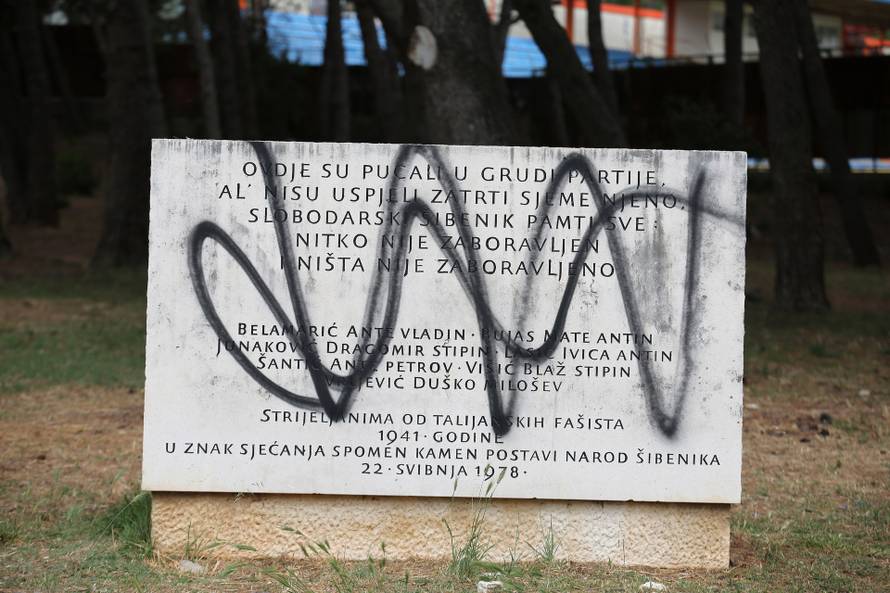 OVDJE SU PUCALI U GRUDI PARTIJE,
AL' NISU USPJELI ZATRTI SJEME NJENO;
SLOBODARSKI ŠIBENIK PAMTI SVE:
NITKO NIJE ZABORAVLJEN
I NIŠTA NIJE ZABORAVLJENO
BELAMARIĆ ANTE VLADIN · BUJAS MATE ANTIN
JUNAKOVIĆ DRAGOMIR STIPIN · LASIĆ IVICA ANTIN
ŠANTIĆ ANTE PETROV · VIŠIĆ BLAŽ STIPIN
DUŠKO MILOŠEV
STRIJELJANIMA OD TALIJANSKIH FAŠISTA
1941 · GODINE
U ZNAK SJEĆANJA SPOMEN KAMEN POSTAVI NAROD ŠIBENIKA
22 · SVIBNJA 1978 ·